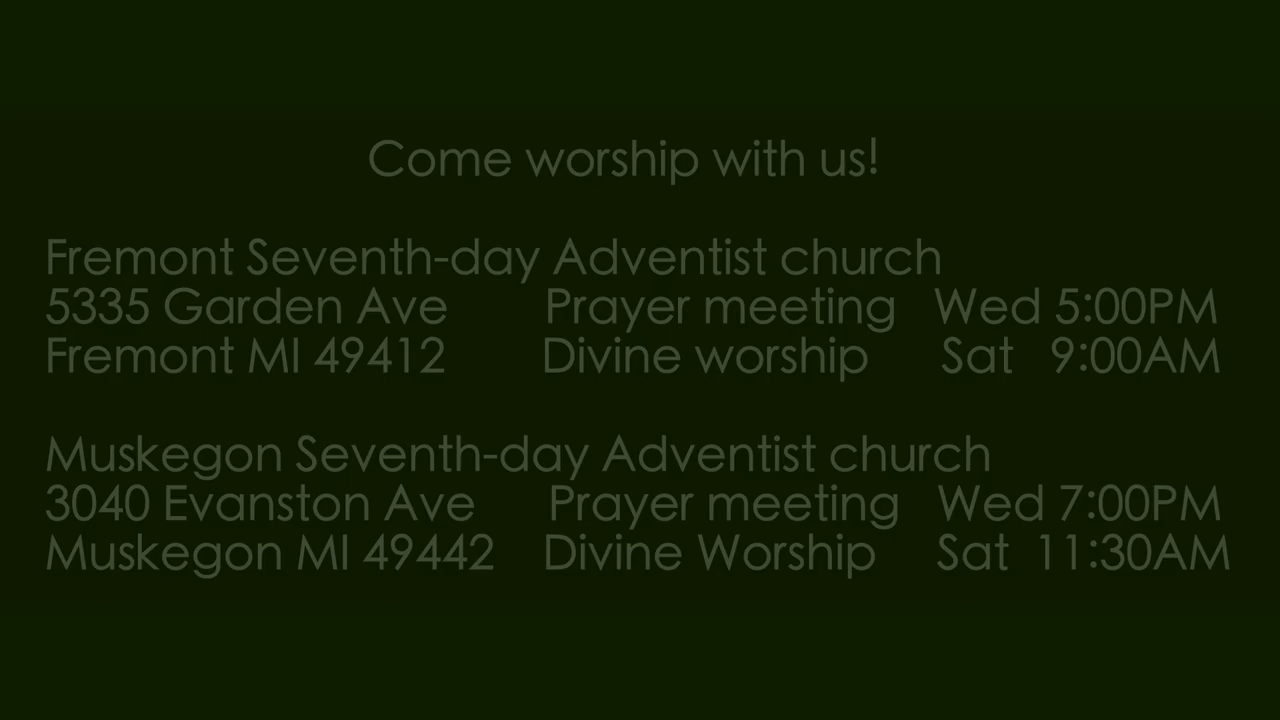 Come worship with us!
Fremont Seventh-day Adventist church
5335 Garden Ave Prayer meeting Wed 5:00PM
Fremont MI 49412 Divine worship Sat 9:00AM
Muskegon Seventh-day Adventist church
3040 Evanston Ave Prayer meeting Wed 7:00PM
Muskegon MI 49442 Divine Worship Sat 11:30AM